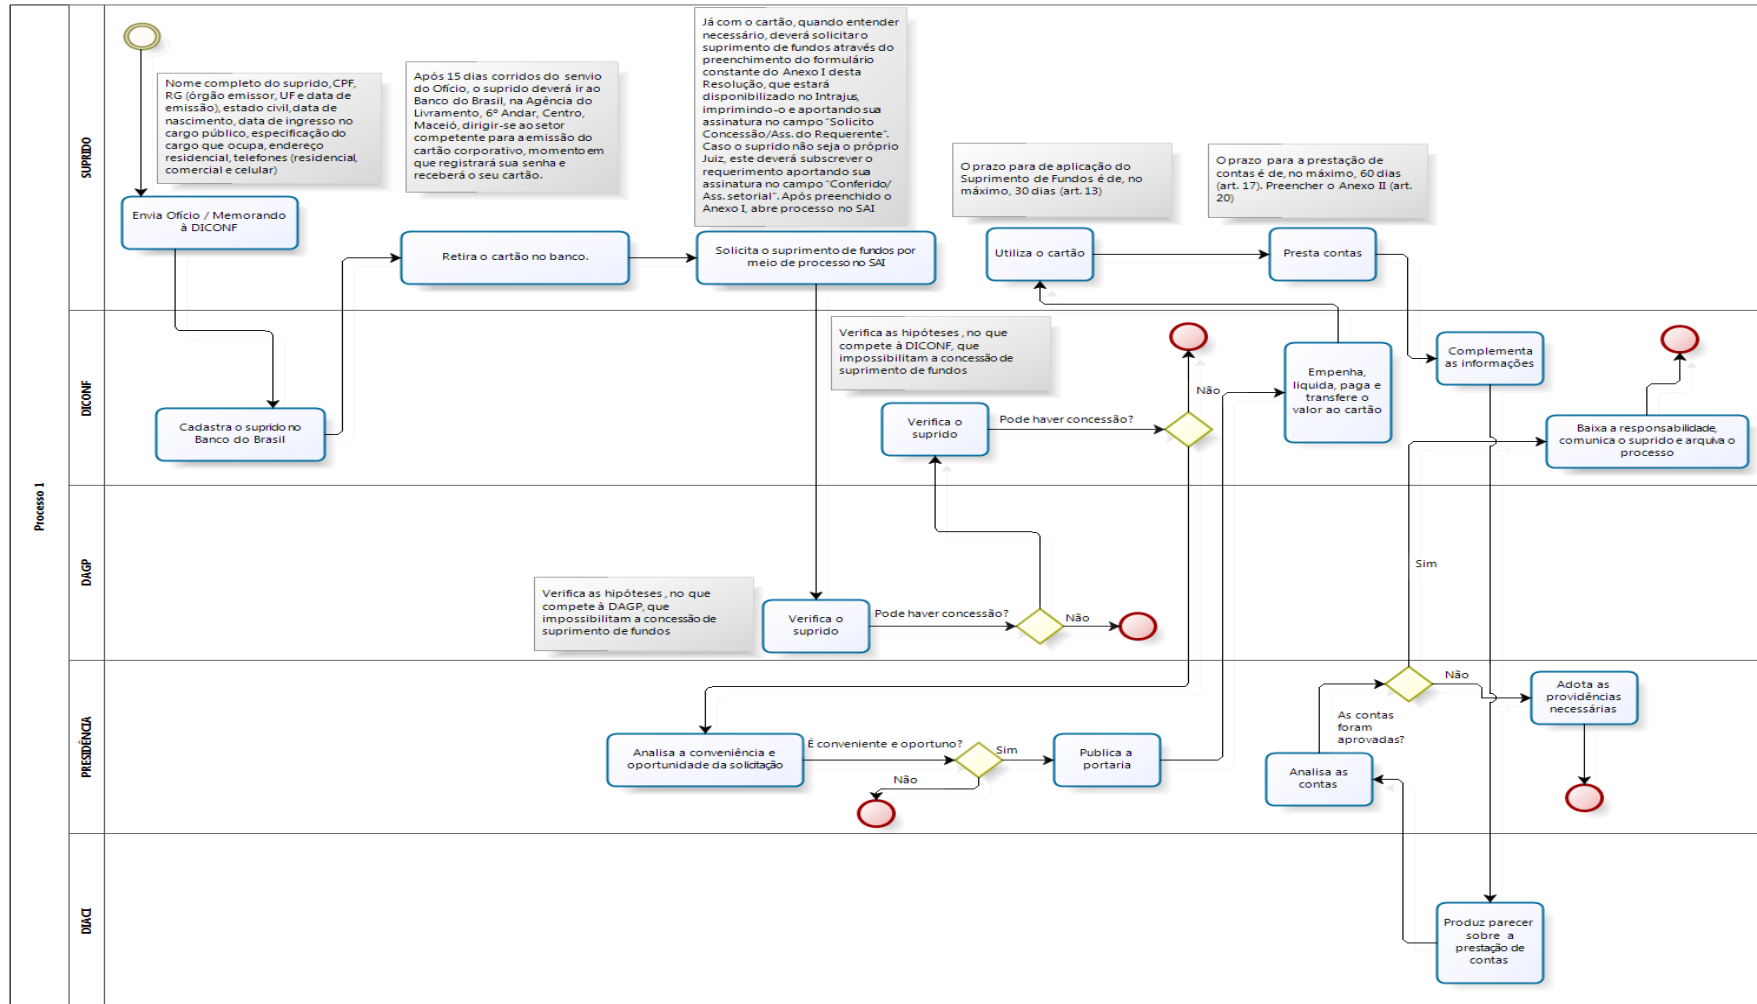 Processo 1
SUPRIDO
Nome completo do suprido, CPF,
RG (órgão emissor, UF e data de
emissão), estado civil, data de
nascimento, data de ingresso no
cargo público, especificação do
cargo que ocupa, endereço
residencial, telefones (residencial,
comercial e celular)
Após 15 dias corridos do senvio
do Ofício, o suprido deverá ir ao
Banco do Brasil, na Agência do
Livramento, 6º Andar, Centro,
Maceió, dirigir-se ao setor
competente para a emissão do
cartão corporativo, momento em
que registrará sua senha e
receberá o seu cartão.
Já com o cartão, quando entender
necessário, deverá solicitar o
suprimento de fundos através do
preenchimento do formulário
constante do Anexo I desta
Resolução, que estará
disponibilizado no Intrajus,
imprimindo-o e aportando sua
assinatura no campo "Solicito
Concessão/Ass. do Requerente".
Caso o suprido não seja o próprio
Juiz, este deverá subscrever o
requerimento aportando sua
assinatura no campo "Conferido/
Ass. setorial". Após preenchido o
Anexo I, abre processo no SAI
O prazo para de aplicação do
Suprimento de Fundos é de, no
máximo, 30 dias (art. 13)
O prazo para a prestação de
contas é de, no máximo, 60 dias
(art. 17). Preencher o Anexo II (art.
20)
Envia Ofício / Memorando
à DICONF
Retira o cartão no banco.
Solicita o suprimento de fundos por
meio de processo no SAI
Utiliza o cartão
Presta contas
DICONF
Verifica as hipóteses, no que
compete à DICONF, que
impossibilitam a concessão de
suprimento de fundos
Complementa
as informações
Empenha,
liquida, paga e
transfere o
valor ao cartão
Não
Cadastra o suprido no
Banco do Brasil
Verifica o
suprido
Pode haver concessão?
Baixa a responsabilidade,
comunica o suprido e arquiva o
processo
DAGP
Sim
Verifica as hipóteses, no que
compete à DAGP, que
impossibilitam a concessão de
suprimento de fundos
Verifica o
suprido
Pode haver concessão?
Não
PRESIDÊNCIA
Não
Adota as
providências
necessárias
As contas
foram
aprovadas?
Analisa a conveniência e
oportunidade da solicitação
É conveniente e oportuno?
Sim
Não
Publica a
portaria
Analisa as
contas
DIACI
Produz parecer
sobre a
prestação de
contas